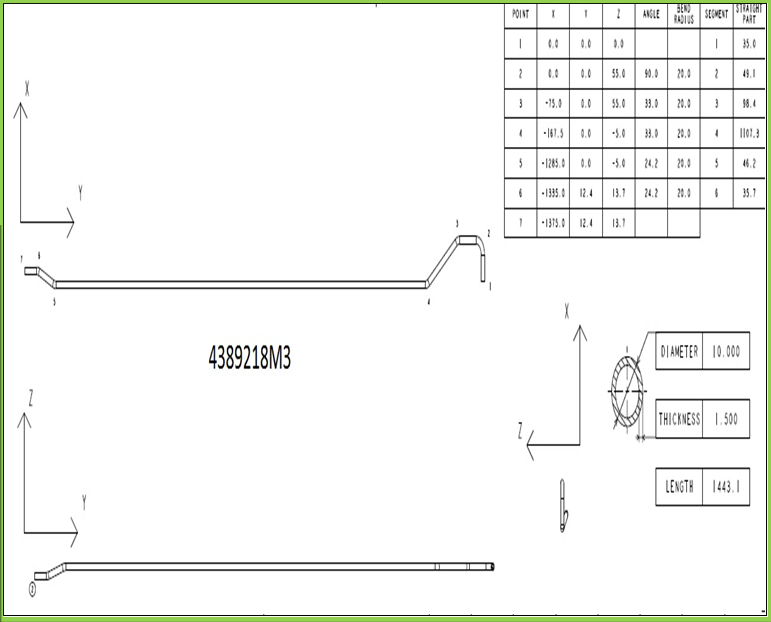 POINT X Y Z ANGLE BEND RADIUS SEGMENT STRAIGHT PART
1 0.0 0.0 0.0 1 35.0
2 0.0 0.0 55.0 90.0 20.0 2 49.1
3 -75.0 0.0 55.0 33.0 20.0 3 98.4
4 -167.5 0.0 -5.0 33.0 20.0 4 1107.3
5 -1285.0 0.0 -5.0 24.2 20.0 5 46.2
6 -1335.0 12.4 13.7 24.2 20.0 6 35.7
7 -1375.0 12.4 13.7
X
Y
3
2
7 6
1
5 4
4389218M3
X
DIAMETER 10.000
Z
THICKNESS 1.500
Z
Y
LENGTH 1443.1